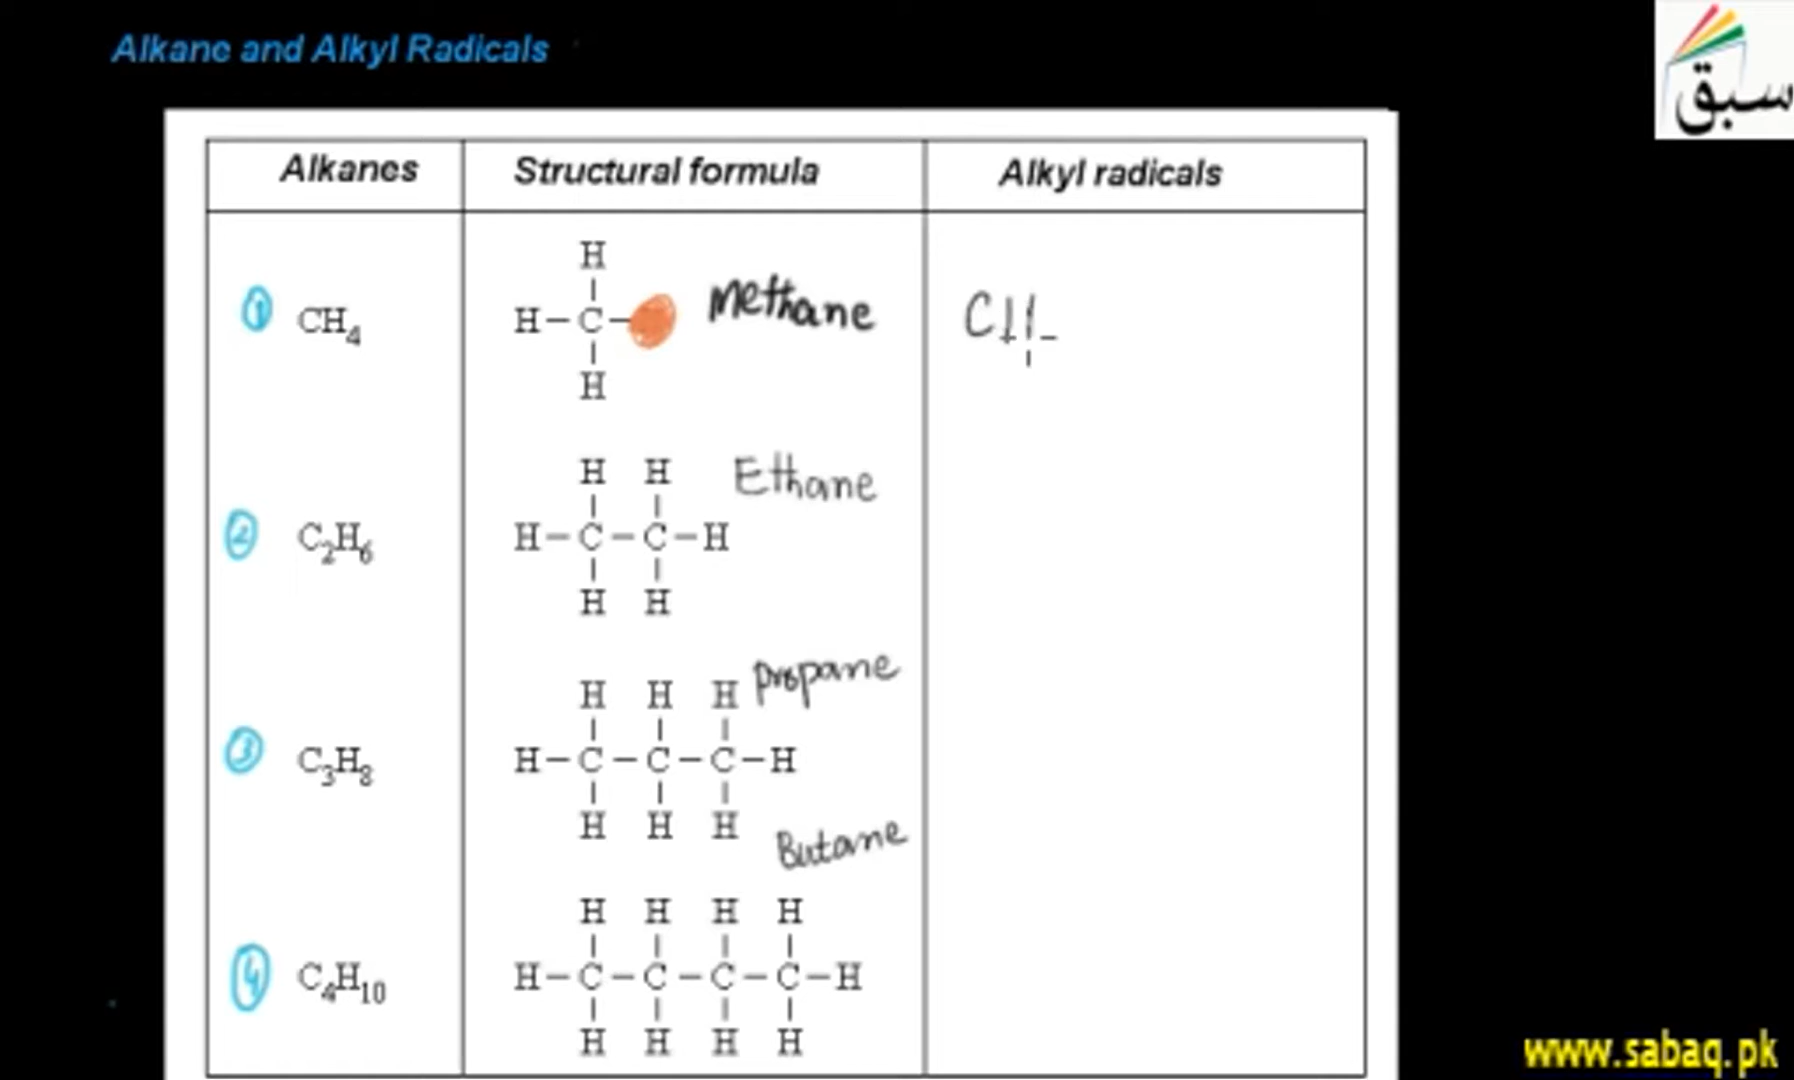 Alkane and Alkyl Radicals
سبق
Alkanes Structural formula Alkyl radicals
H
① CH₄ H-C- Methane
H
H H Ethane
② C₂H₆ H-C-C-H
H H
H H H Propane
③ C₃H₈ H-C-C-C-H
H H H
Butane
H H H H
④ C₄H₁₀ H-C-C-C-C-H
H H H H
www.sabaq.pk